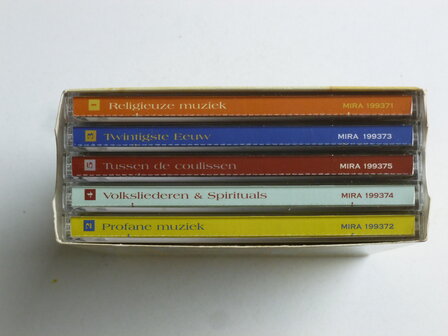 1 Religieuze muziek MIRA 199371
3 Twintigste Eeuw MIRA 199373
5 Tussen de coulissen MIRA 199375
4 Volksliederen & Spirituals MIRA 199374
2 Profane muziek MIRA 199372